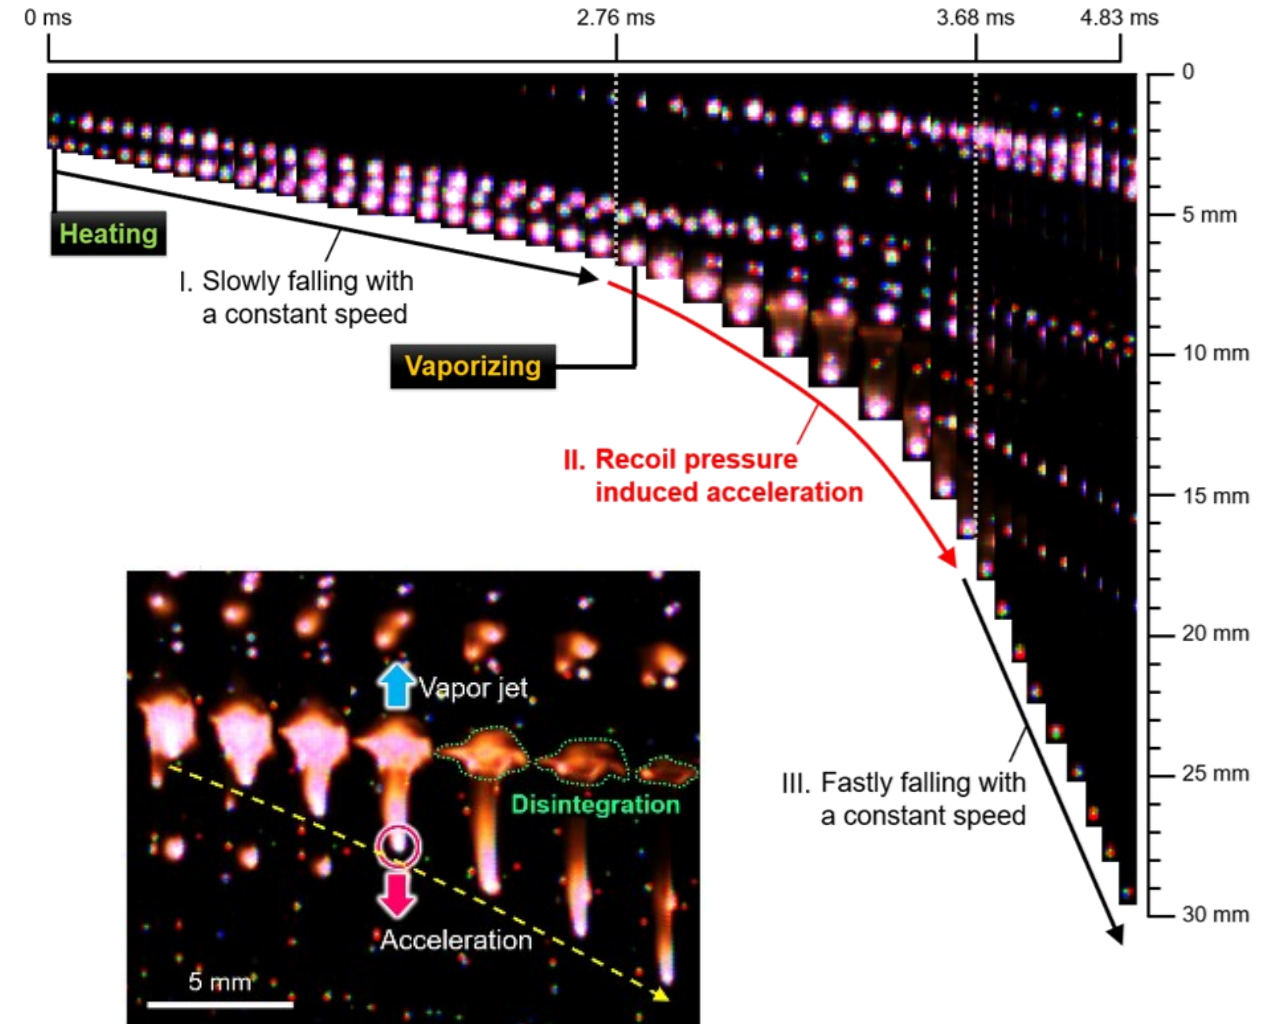 0 ms
2.76 ms
3.68 ms
4.83 ms
0
Heating
5 mm
I. Slowly falling with
a constant speed
10 mm
Vaporizing
II. Recoil pressure
induced acceleration
15 mm
20 mm
Vapor jet
25 mm
III. Fastly falling with
a constant speed
Disintegration
30 mm
Acceleration
5 mm